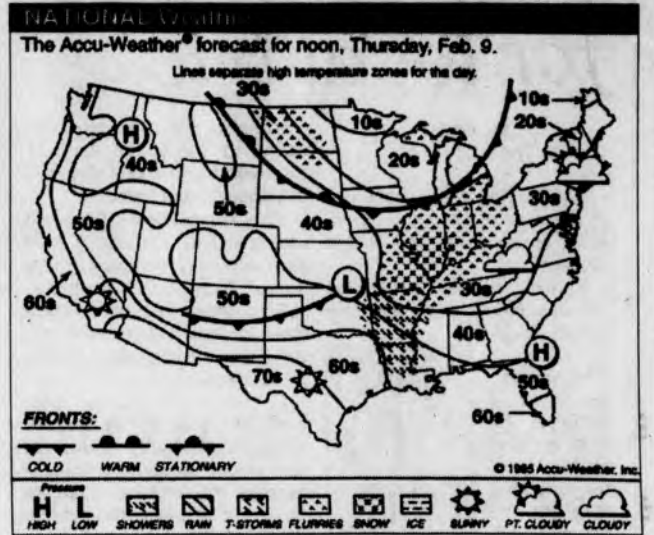 NATIONAL Weather
The Accu-Weather® forecast for noon, Thursday, Feb. 9.
Lines separate high temperature zones for the day.
30s
10s
10s
20s
20s
H
40s
50s
50s
40s
30s
60s
50s
L
30s
40s
H
70s
60s
50s
60s
FRONTS:
COLD WARM STATIONARY
© 1995 Accu-Weather, Inc.
Pressure
H L
HIGH LOW SHOWERS RAIN T-STORMS FLURRIES SNOW ICE SUNNY PT. CLOUDY CLOUDY